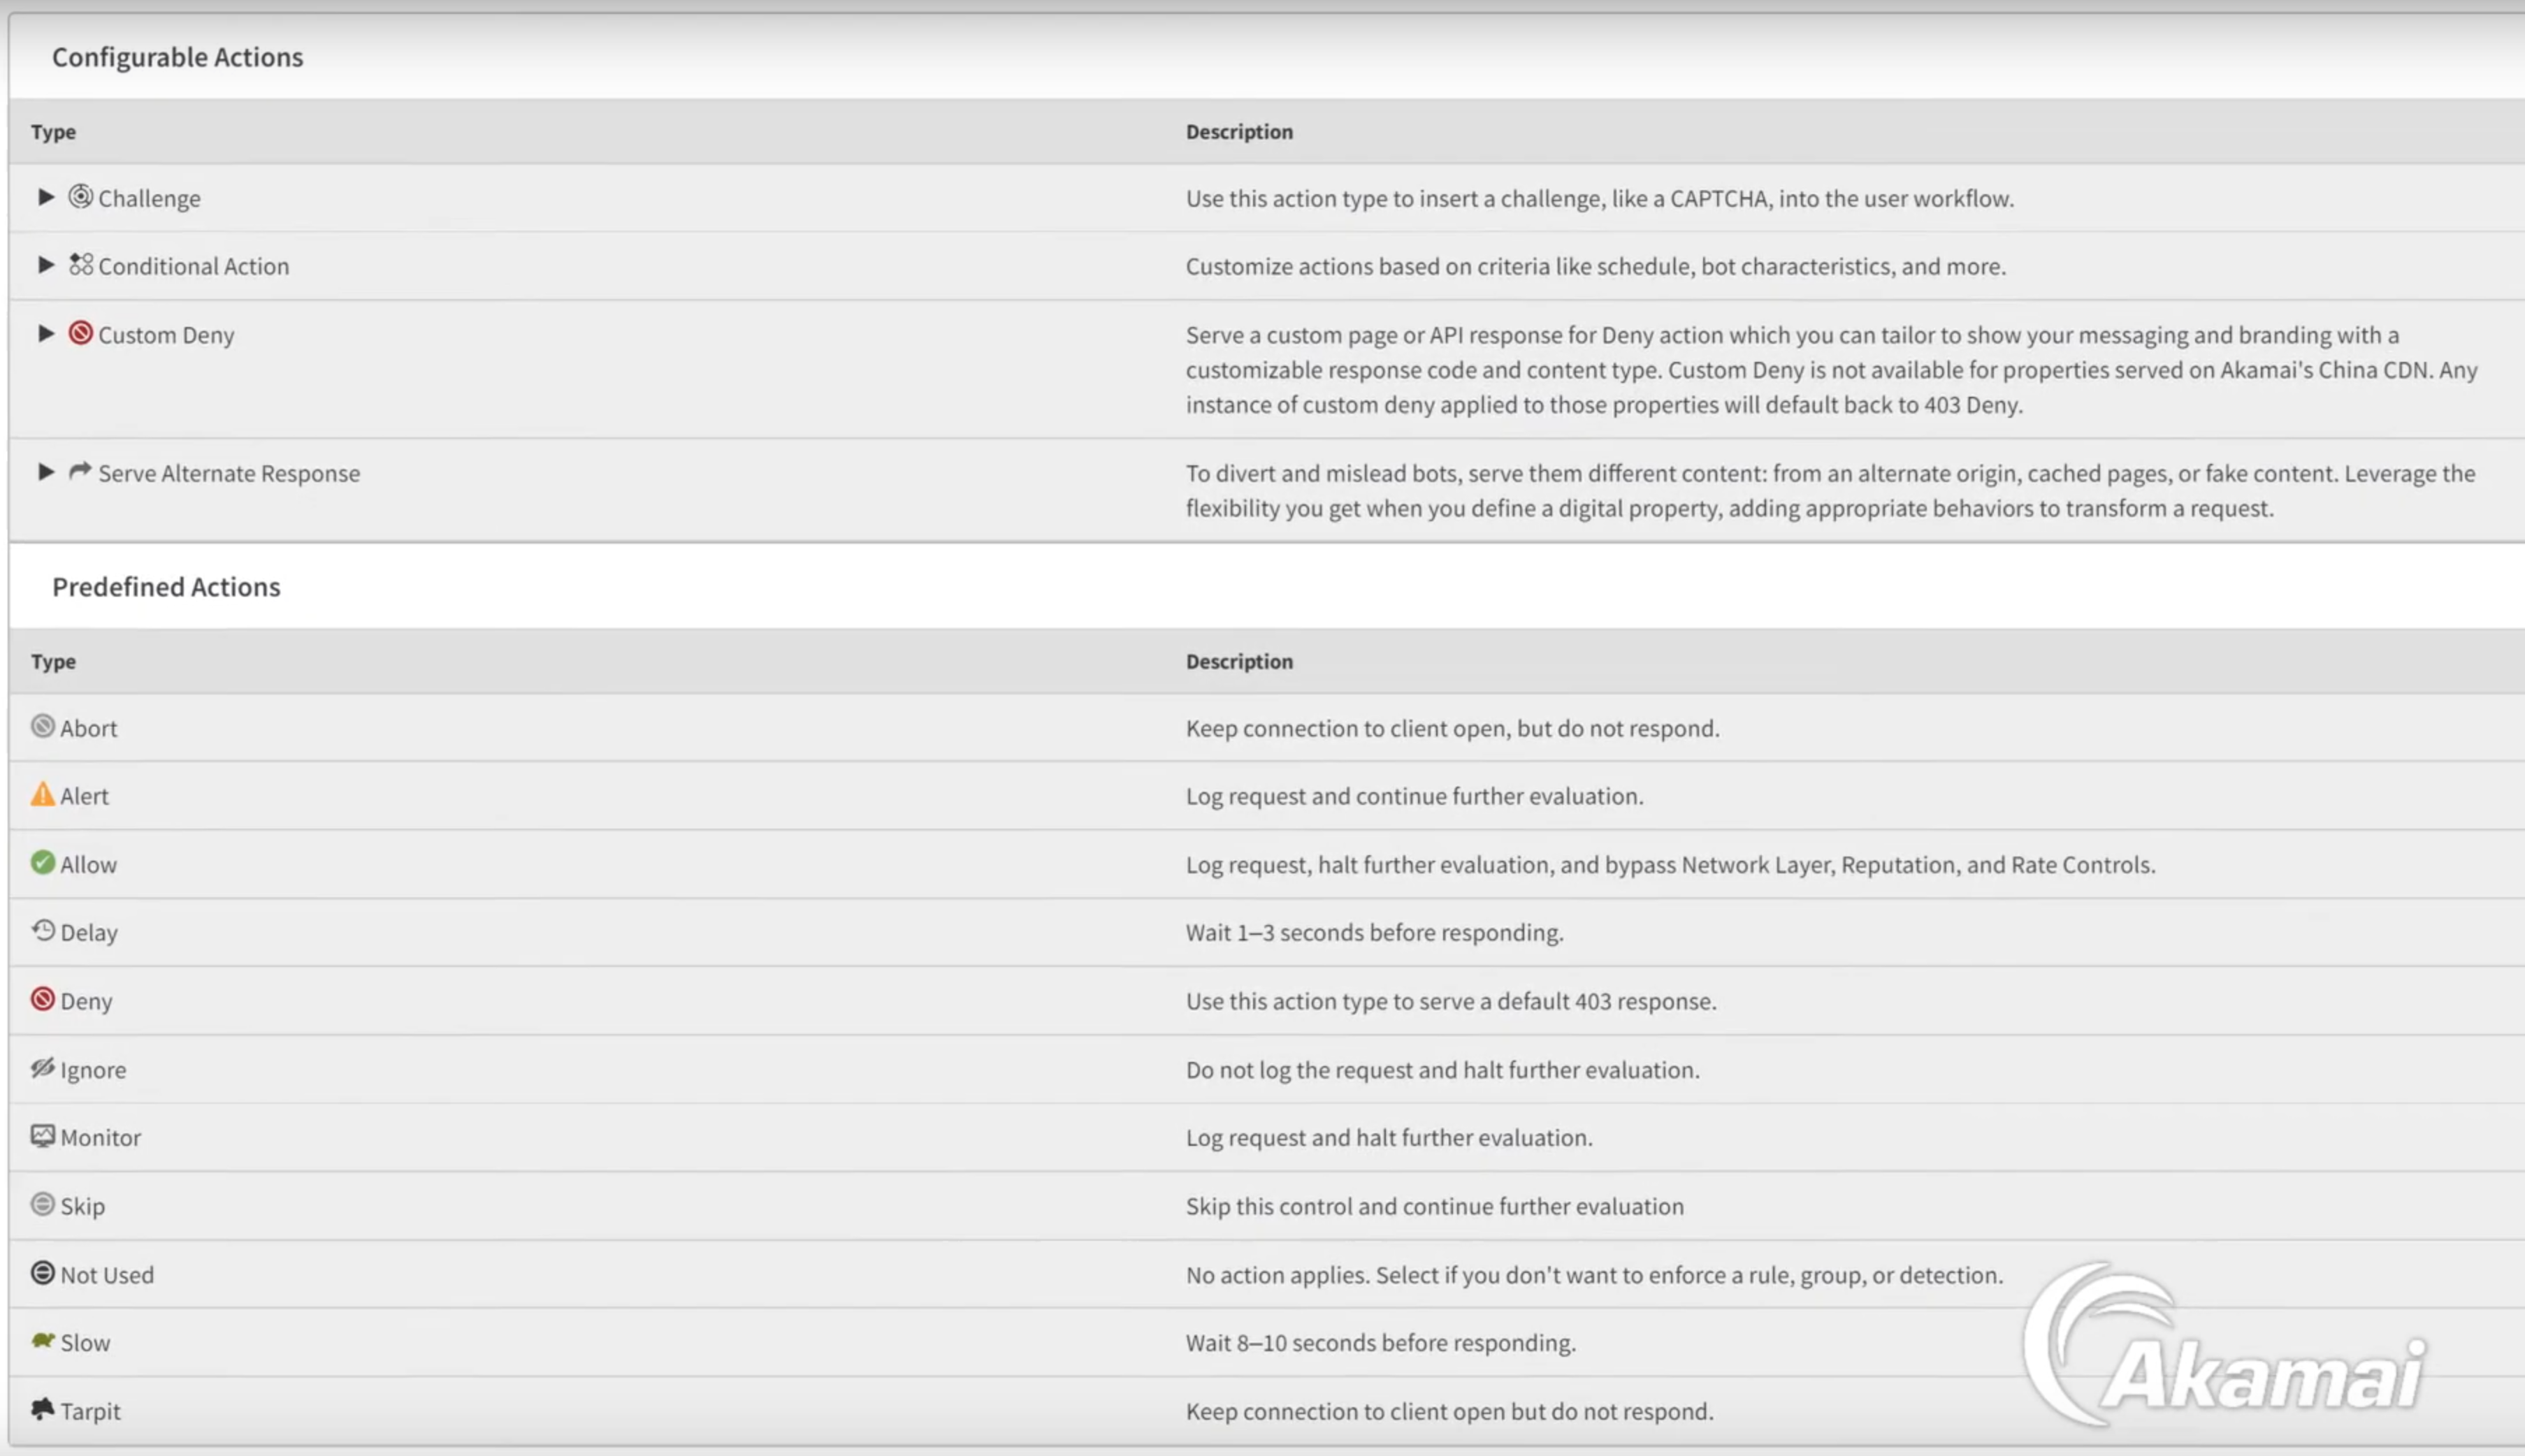 Configurable Actions
Type Description
Challenge Use this action type to insert a challenge, like a CAPTCHA, into the user workflow.
Conditional Action Customize actions based on criteria like schedule, bot characteristics, and more.
Custom Deny Serve a custom page or API response for Deny action which you can tailor to show your messaging and branding with a
customizable response code and content type. Custom Deny is not available for properties served on Akamai's China CDN. Any
instance of custom deny applied to those properties will default back to 403 Deny.
Serve Alternate Response To divert and mislead bots, serve them different content: from an alternate origin, cached pages, or fake content. Leverage the
flexibility you get when you define a digital property, adding appropriate behaviors to transform a request.
Predefined Actions
Type Description
Abort Keep connection to client open, but do not respond.
Alert Log request and continue further evaluation.
Allow Log request, halt further evaluation, and bypass Network Layer, Reputation, and Rate Controls.
Delay Wait 1–3 seconds before responding.
Deny Use this action type to serve a default 403 response.
Ignore Do not log the request and halt further evaluation.
Monitor Log request and halt further evaluation.
Skip Skip this control and continue further evaluation
Not Used No action applies. Select if you don't want to enforce a rule, group, or detection.
Slow Wait 8–10 seconds before responding.
Tarpit Keep connection to client open but do not respond.
Akamai